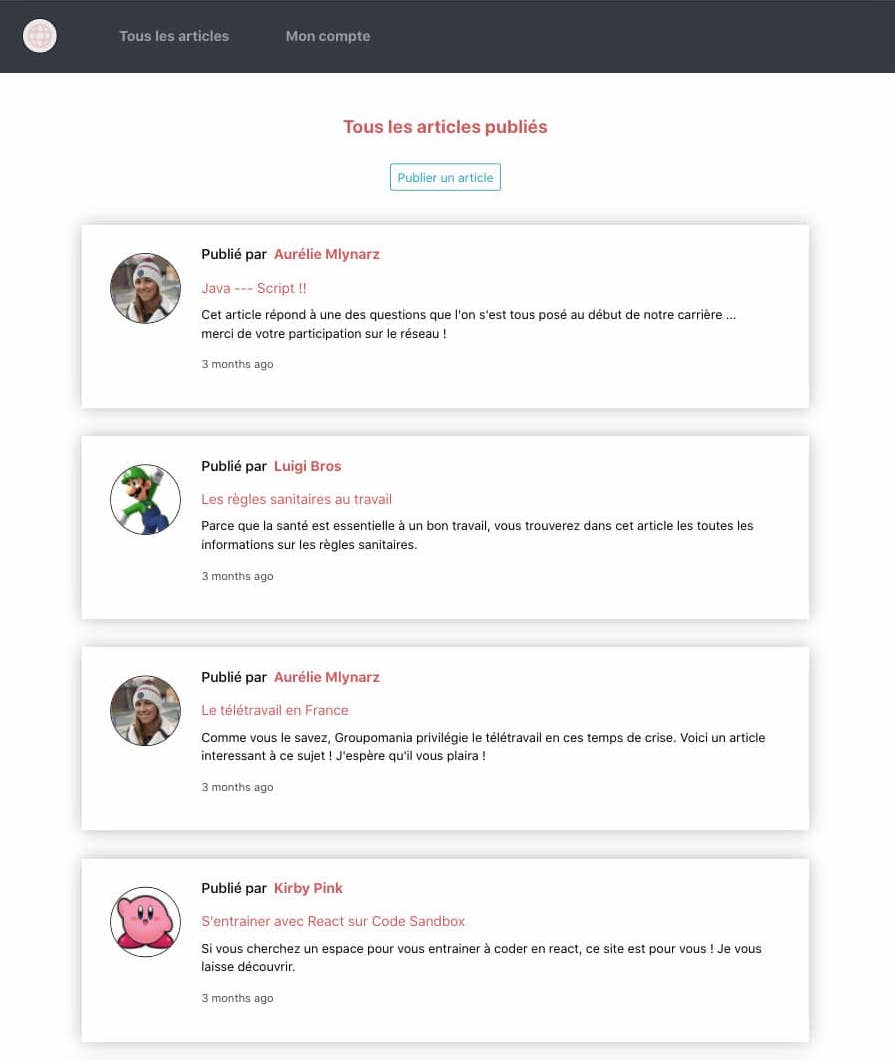 Tous les articles Mon compte
Tous les articles publiés
Publier un article
Publié par Aurélie Mlynarz
Java --- Script !!
Cet article répond à une des questions que l'on s'est tous posé au début de notre carrière ...
merci de votre participation sur le réseau !
3 months ago
Publié par Luigi Bros
Les règles sanitaires au travail
Parce que la santé est essentielle à un bon travail, vous trouverez dans cet article les toutes les
informations sur les règles sanitaires.
3 months ago
Publié par Aurélie Mlynarz
Le télétravail en France
Comme vous le savez, Groupomania privilégie le télétravail en ces temps de crise. Voici un article
interessant à ce sujet ! J'espère qu'il vous plaira !
3 months ago
Publié par Kirby Pink
S'entrainer avec React sur Code Sandbox
Si vous cherchez un espace pour vous entrainer à coder en react, ce site est pour vous ! Je vous
laisse découvrir.
3 months ago